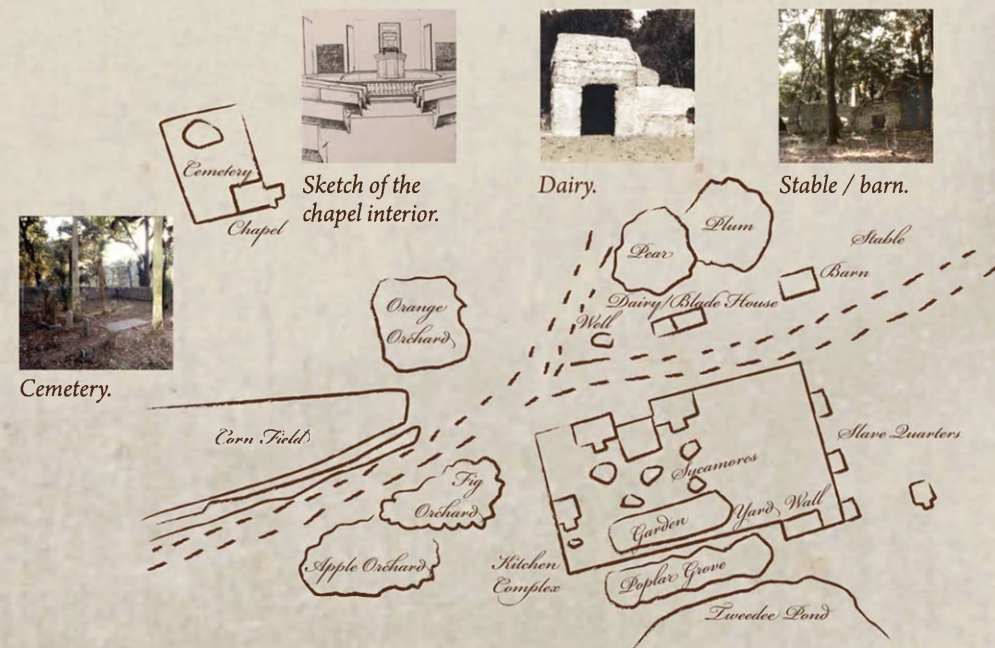 Sketch of the
chapel interior.
Dairy.
Stable / barn.
Cemetery
Chapel
Cemetery.
Plum
Pear
Stable
Barn
Orange
Orchard
Dairy/Blade House
Well
Corn Field
Slave Quarters
Sycamores
Fig
Orchard
Garden
Yard Wall
Apple Orchard
Kitchen
Complex
Poplar Grove
Tweedee Pond